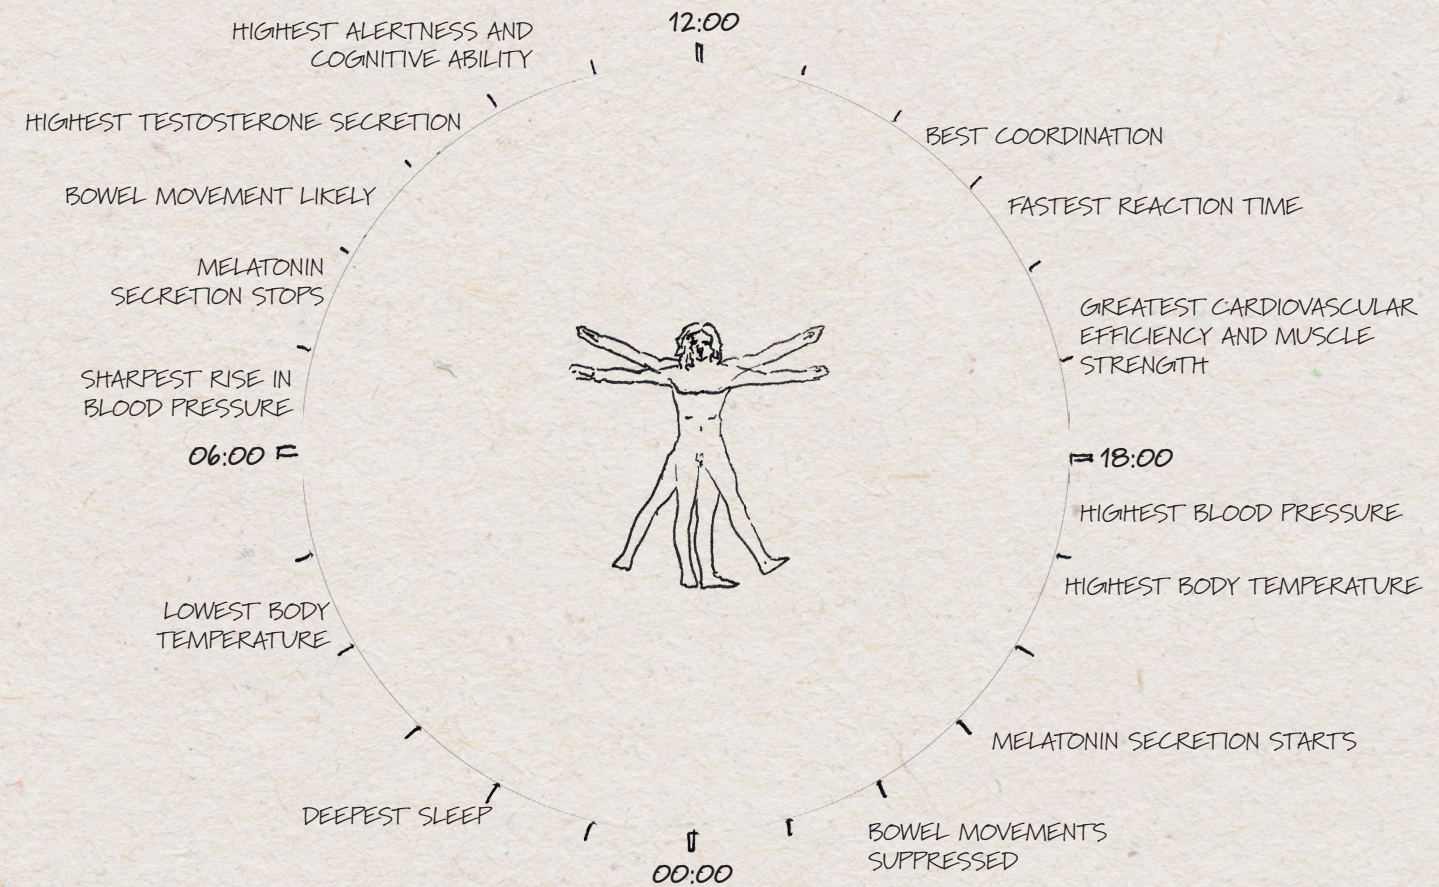 12:00
HIGHEST ALERTNESS AND
COGNITIVE ABILITY
HIGHEST TESTOSTERONE SECRETION
BOWEL MOVEMENT LIKELY
MELATONIN
SECRETION STOPS
SHARPEST RISE IN
BLOOD PRESSURE
06:00
LOWEST BODY
TEMPERATURE
DEEPEST SLEEP
00:00
BEST COORDINATION
FASTEST REACTION TIME
GREATEST CARDIOVASCULAR
EFFICIENCY AND MUSCLE
STRENGTH
18:00
HIGHEST BLOOD PRESSURE
HIGHEST BODY TEMPERATURE
MELATONIN SECRETION STARTS
BOWEL MOVEMENTS
SUPPRESSED